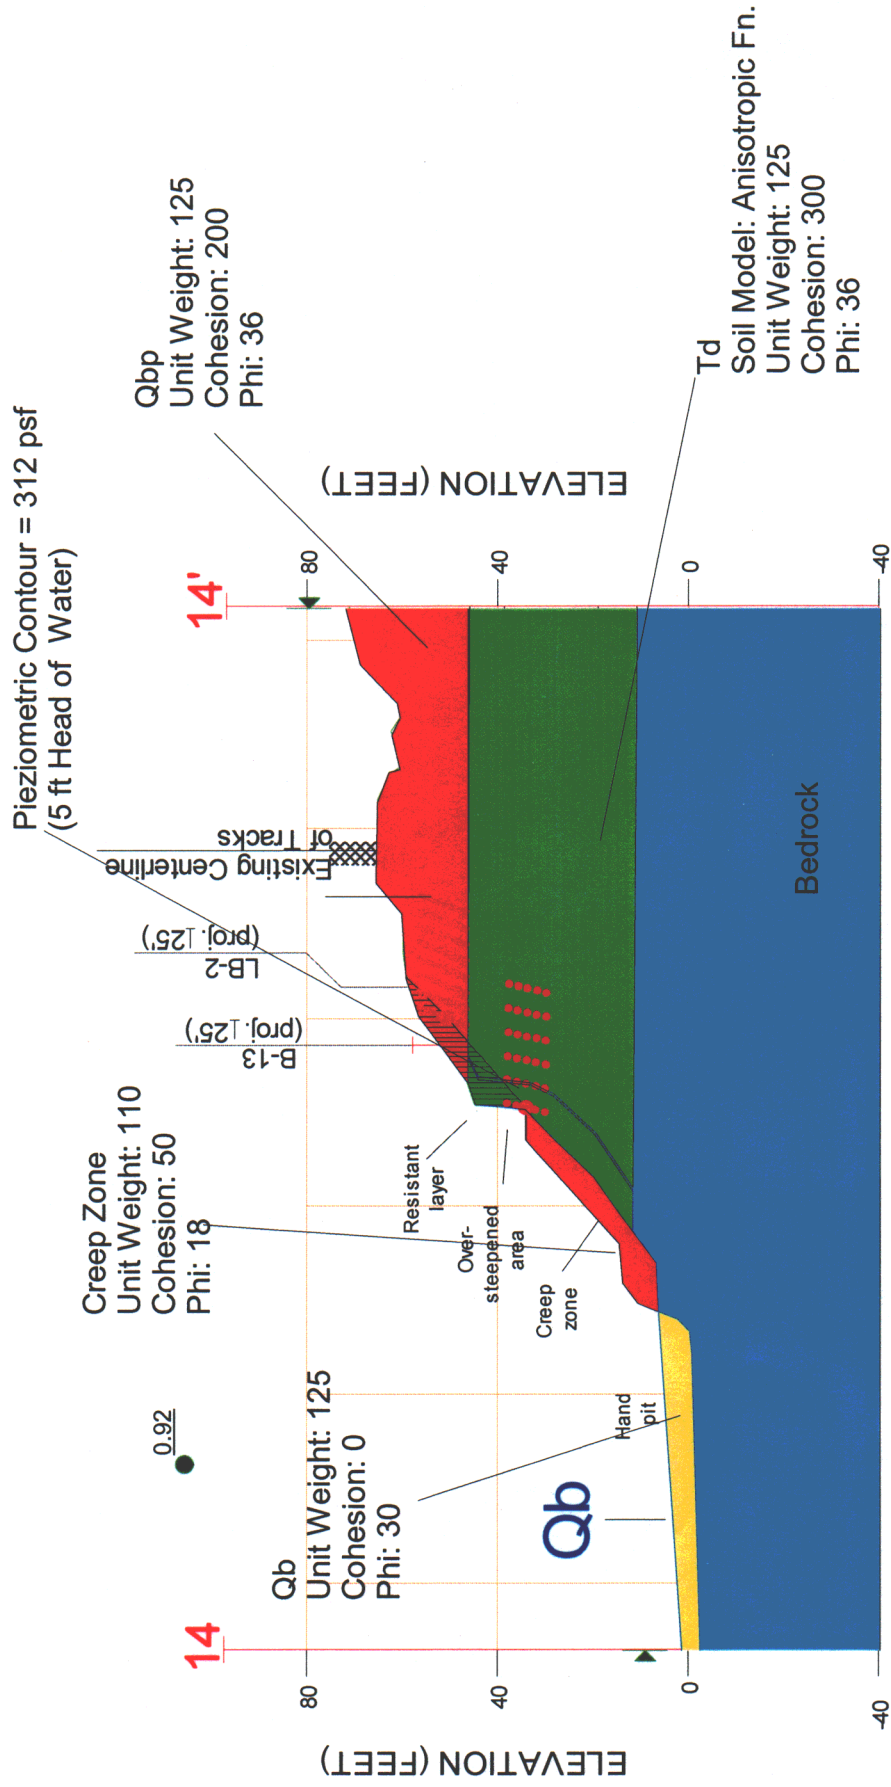 14
14'
ELEVATION (FEET)
80
40
0
-40
ELEVATION (FEET)
80
40
0
-40
0.92
Qb
Unit Weight: 125
Cohesion: 0
Phi: 30
Creep Zone
Unit Weight: 110
Cohesion: 50
Phi: 18
Pieziometric Contour = 312 psf
(5 ft Head of Water)
Qbp
Unit Weight: 125
Cohesion: 200
Phi: 36
Td
Soil Model: Anisotropic Fn.
Unit Weight: 125
Cohesion: 300
Phi: 36
B-13
(proj. ⊥25')
LB-2
(proj. ⊥25')
Existing Centerline
of Tracks
Resistant
layer
Over-
steepened
area
Creep
zone
Hand
pit
Qb
Bedrock